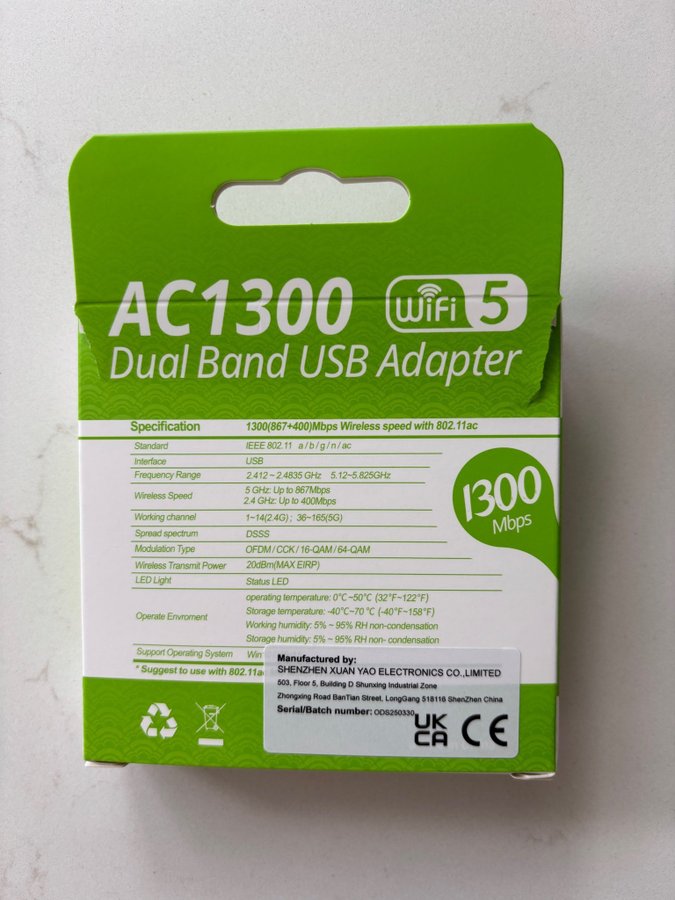 AC1300 WiFi 5
Dual Band USB Adapter
Specification 1300(867+400)Mbps Wireless speed with 802.11ac
Standard IEEE 802.11 a / b / g / n / ac
Interface USB
Frequency Range 2.412 ~ 2.4835 GHz 5.12~5.825GHz
Wireless Speed 5 GHz: Up to 867Mbps
2.4 GHz: Up to 400Mbps
1300
Mbps
Working channel 1~14(2.4G) ; 36~165(5G)
Spread spectrum DSSS
Modulation Type OFDM / CCK / 16-QAM / 64-QAM
Wireless Transmit Power 20dBm(MAX EIRP)
LED Light Status LED
operating temperature: 0℃ ~50℃ (32°F~122°F)
Storage temperature: -40℃~70 ℃ (-40°F~158°F)
Operate Envroment Working humidity: 5% ~ 95% RH non-condensation
Storage humidity: 5% ~ 95% RH non- condensation
Support Operating System Win
* Suggest to use with 802.11ac
Manufactured by:
SHENZHEN XUAN YAO ELECTRONICS CO.,LIMITED
503, Floor 5, Building D Shunxing Industrial Zone
Zhongxing Road BanTian Street, LongGang 518116 ShenZhen China
Serial/Batch number: ODS250330
UK
CA CE